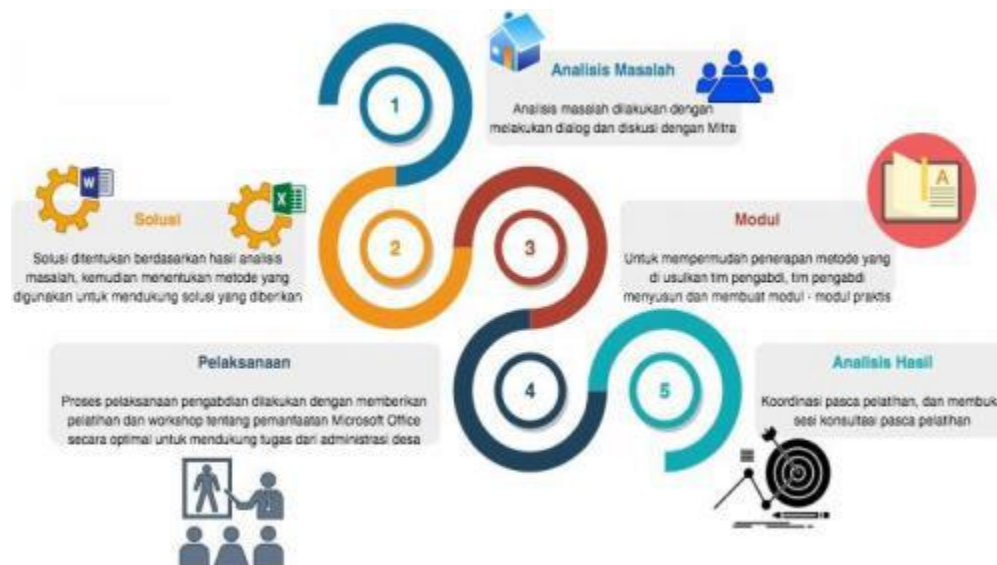 1
Analisis Masalah
Analisis masalah dilakukan dengan
melakukan dialog dan diskusi dengan Mitra
W
X
Solusi
Solusi ditentukan berdasarkan hasil analisis
masalah, kemudian menentukan metode yang
digunakan untuk mendukung solusi yang diberikan
2
3
Modul
A
Untuk mempermudah penerapan metode yang
di usulkan tim pengabdi, tim pengabdi
menyusun dan membuat modul - modul praktis
Pelaksanaan
Proses pelaksanaan pengabdian dilakukan dengan memberikan
pelatihan dan workshop tentang pemanfaatan Microsoft Office
secara optimal untuk mendukung tugas dari administrasi desa
4
5
Analisis Hasil
Koordinasi pasca pelatihan, dan membuk
sesi konsultasi pasca pelatihan